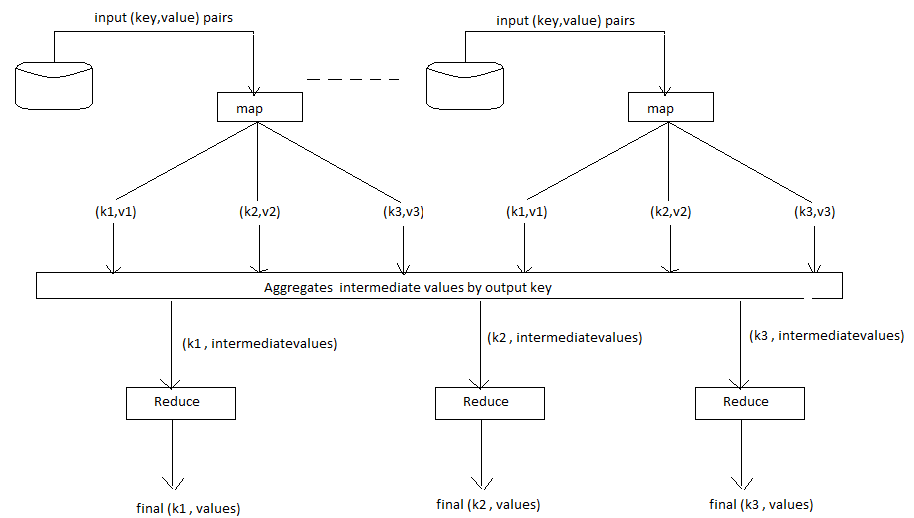 input (key,value) pairs
input (key,value) pairs
map
map
(k1,v1)
(k2,v2)
(k3,v3)
(k1,v1)
(k2,v2)
(k3,v3)
Aggregates intermediate values by output key
(k1 , intermediatevalues)
(k2 , intermediatevalues)
(k3 , intermediatevalues)
Reduce
Reduce
Reduce
final (k1 , values)
final (k2 , values)
final (k3 , values)